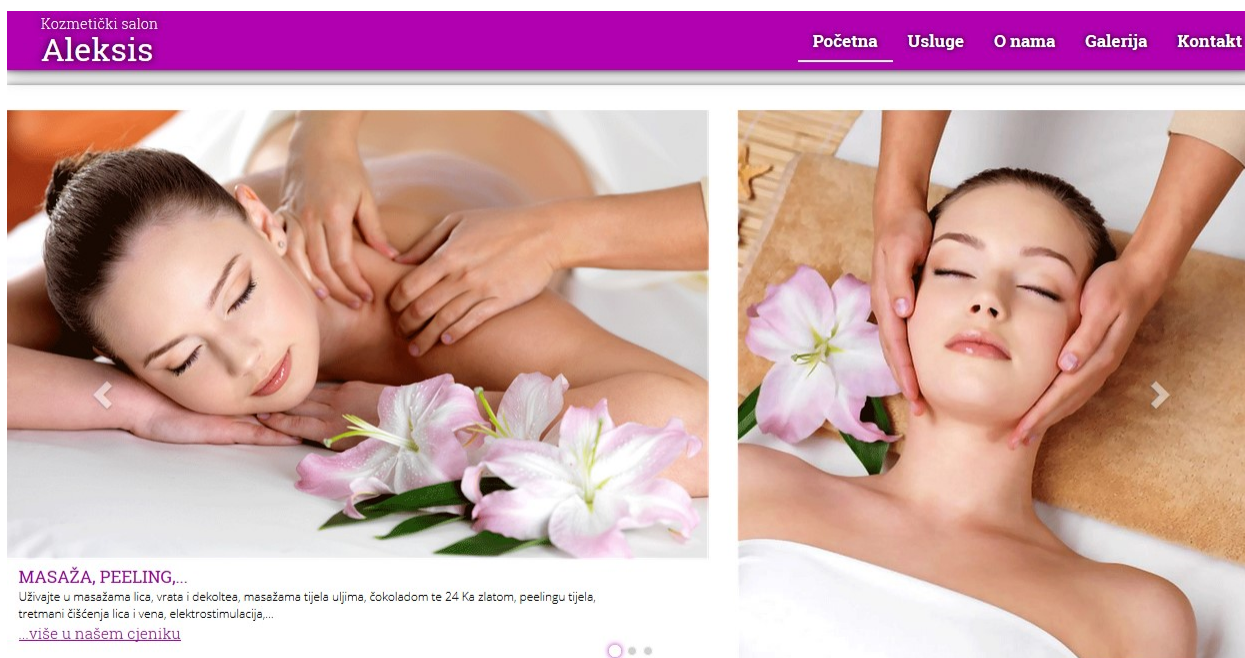 Kozmetički salon
Aleksis
Početna Usluge O nama Galerija Kontakt
MASAŽA, PEELING,...
Uživajte u masažama lica, vrata i dekoltea, masažama tijela uljima, čokoladom te 24 Ka zlatom, peelingu tijela,
tretmani čišćenja lica i vena, elektrostimulacija,...
...više u našem cjeniku